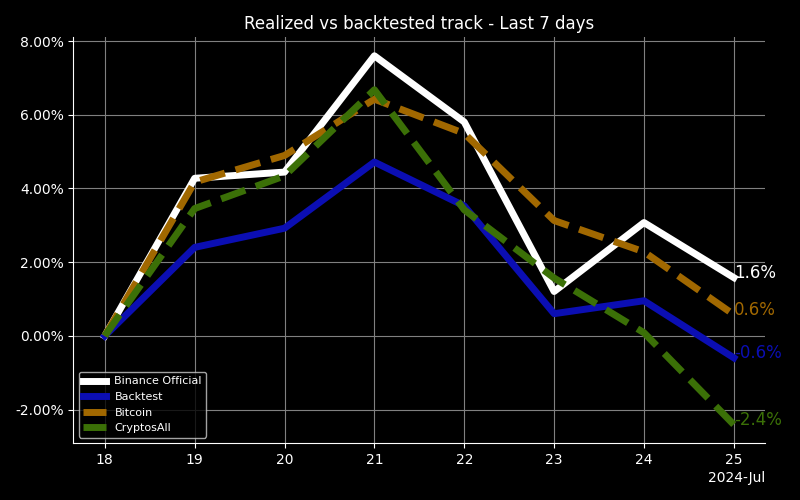 Realized vs backtested track - Last 7 days
8.00%
6.00%
4.00%
2.00%
0.00%
-2.00%
1.6%
0.6%
-0.6%
-2.4%
Binance Official
Backtest
Bitcoin
CryptosAll
18 19 20 21 22 23 24 25
2024-Jul